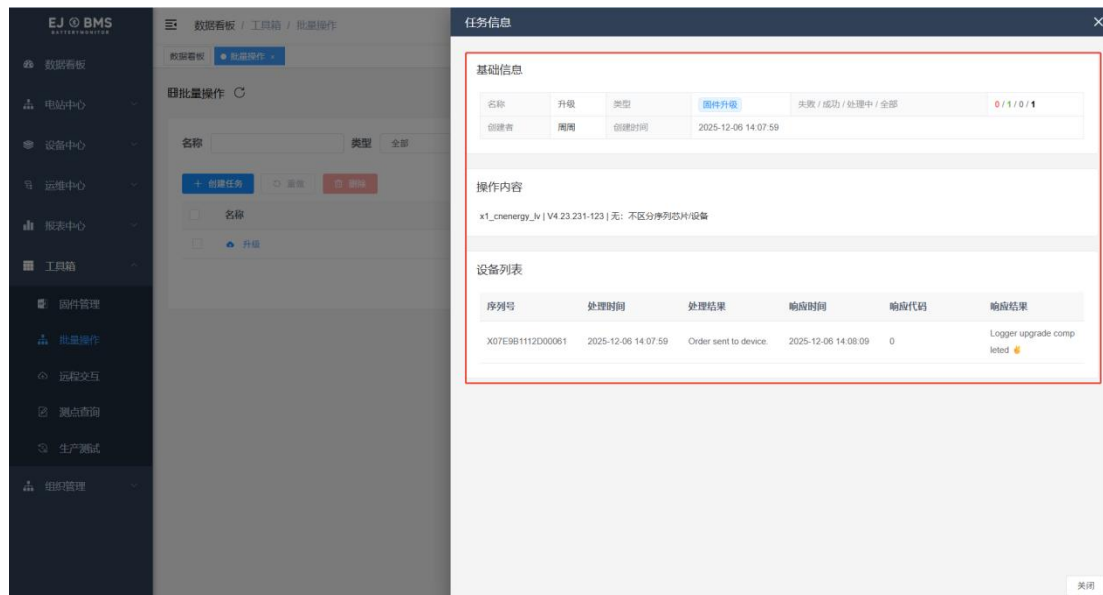 EJ BMS
BATTERYMONITOR
数据看板
电站中心
设备中心
运维中心
报表中心
工具箱
固件管理
批量操作
远程交互
测点查询
生产测试
组织管理
数据看板 / 工具箱 / 批量操作
数据看板
批量操作 ×
批量操作
名称
类型 全部
+ 创建任务
重做
删除
名称
升级
任务信息
基础信息
名称 升级 类型 固件升级 失败 / 成功 / 处理中 / 全部 0 / 1 / 0 / 1
创建者 周周 创建时间 2025-12-06 14:07:59
操作内容
x1_cnenergy_lv | V4.23.231-123 | 无：不区分序列芯片/设备
设备列表
序列号 处理时间 处理结果 响应时间 响应代码 响应结果
X07E9B1112D00061 2025-12-06 14:07:59 Order sent to device. 2025-12-06 14:08:09 0 Logger upgrade comp
leted ✌
关闭